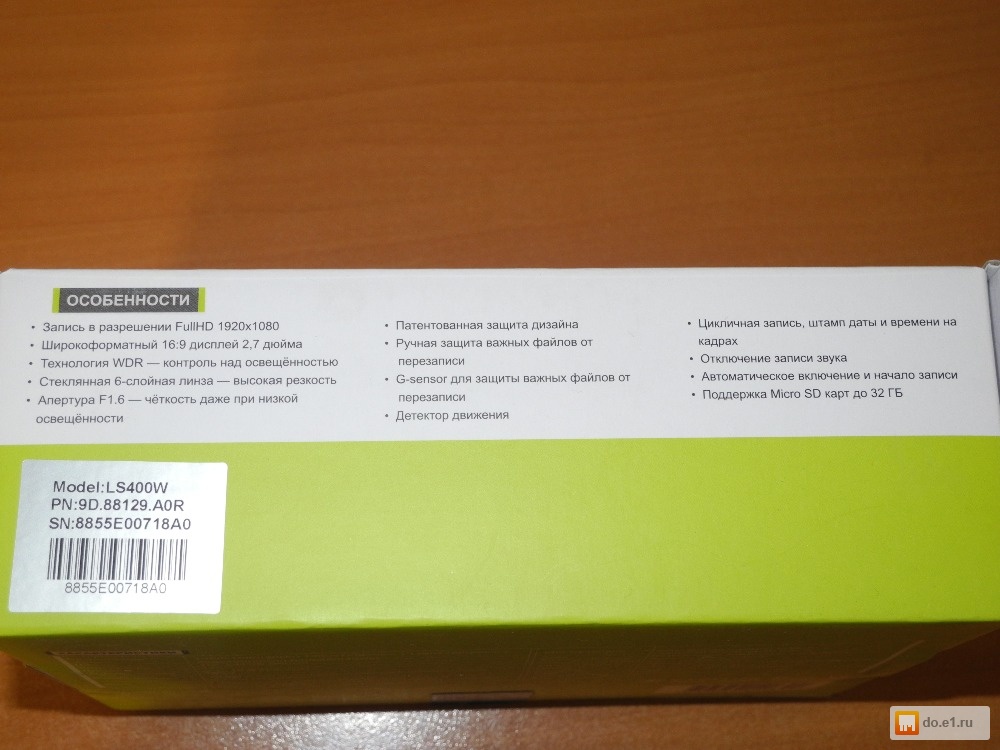 ОСОБЕННОСТИ
• Запись в разрешении FullHD 1920x1080
• Широкоформатный 16:9 дисплей 2,7 дюйма
• Технология WDR — контроль над освещённостью
• Стеклянная 6-слойная линза — высокая резкость
• Апертура F1.6 — чёткость даже при низкой
освещённости
• Патентованная защита дизайна
• Ручная защита важных файлов от
перезаписи
• G-sensor для защиты важных файлов от
перезаписи
• Детектор движения
• Цикличная запись, штамп даты и времени на
кадрах
• Отключение записи звука
• Автоматическое включение и начало записи
• Поддержка Micro SD карт до 32 ГБ
Model:LS400W
PN:9D.88129.A0R
SN:8855E00718A0
8855E00718A0
do.e1.ru